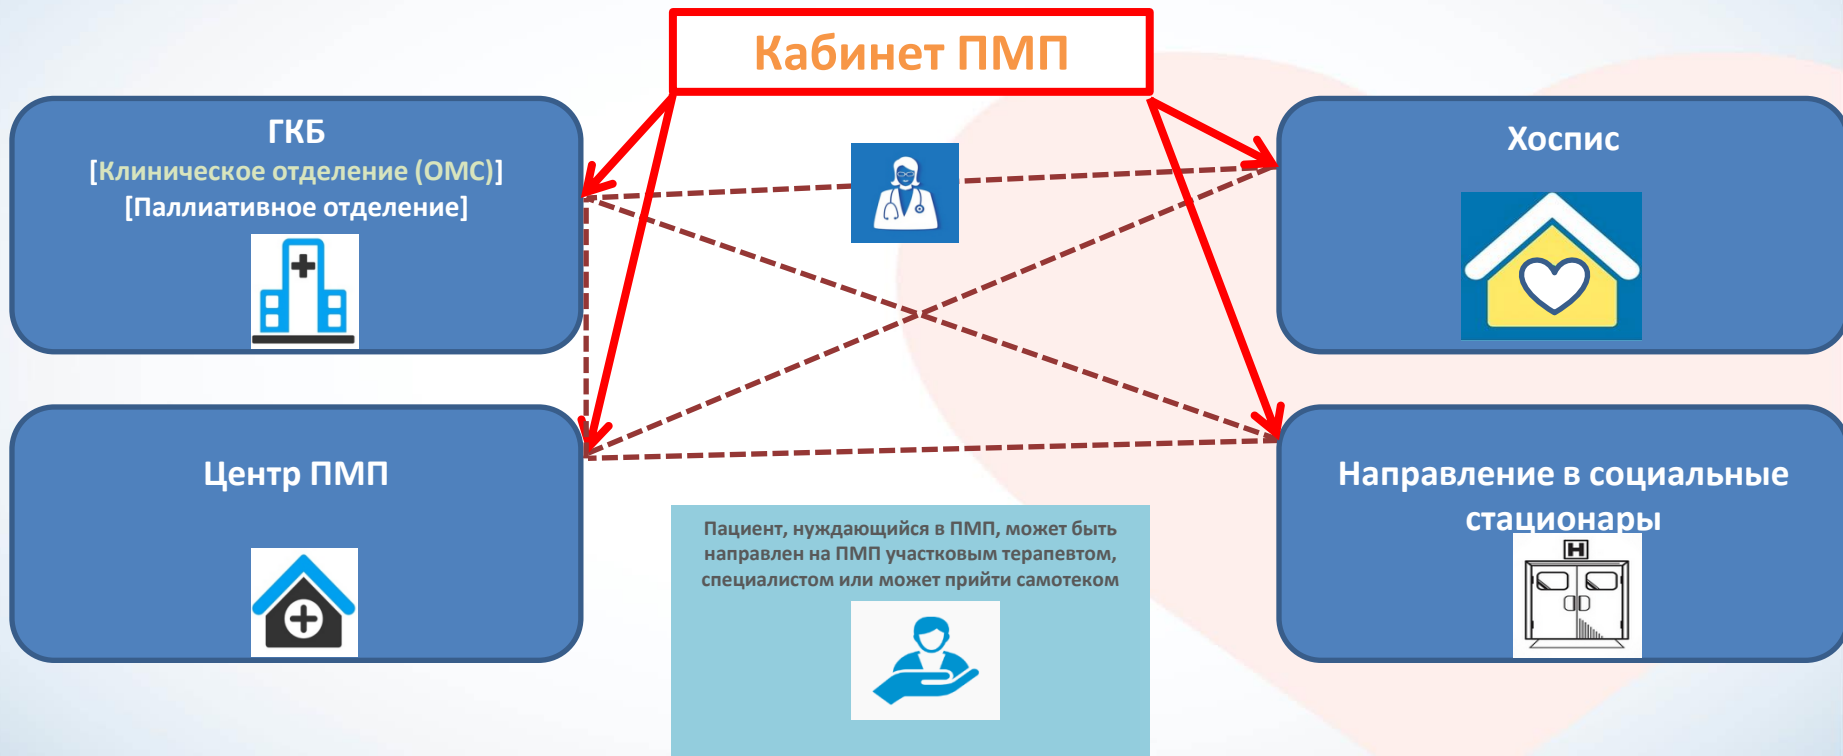 Кабинет ПМП
ГКБ
[Клиническое отделение (ОМС)]
[Паллиативное отделение]
Хоспис
Центр ПМП
Направление в социальные
стационары
H
Пациент, нуждающийся в ПМП, может быть
направлен на ПМП участковым терапевтом,
специалистом или может прийти самотеком